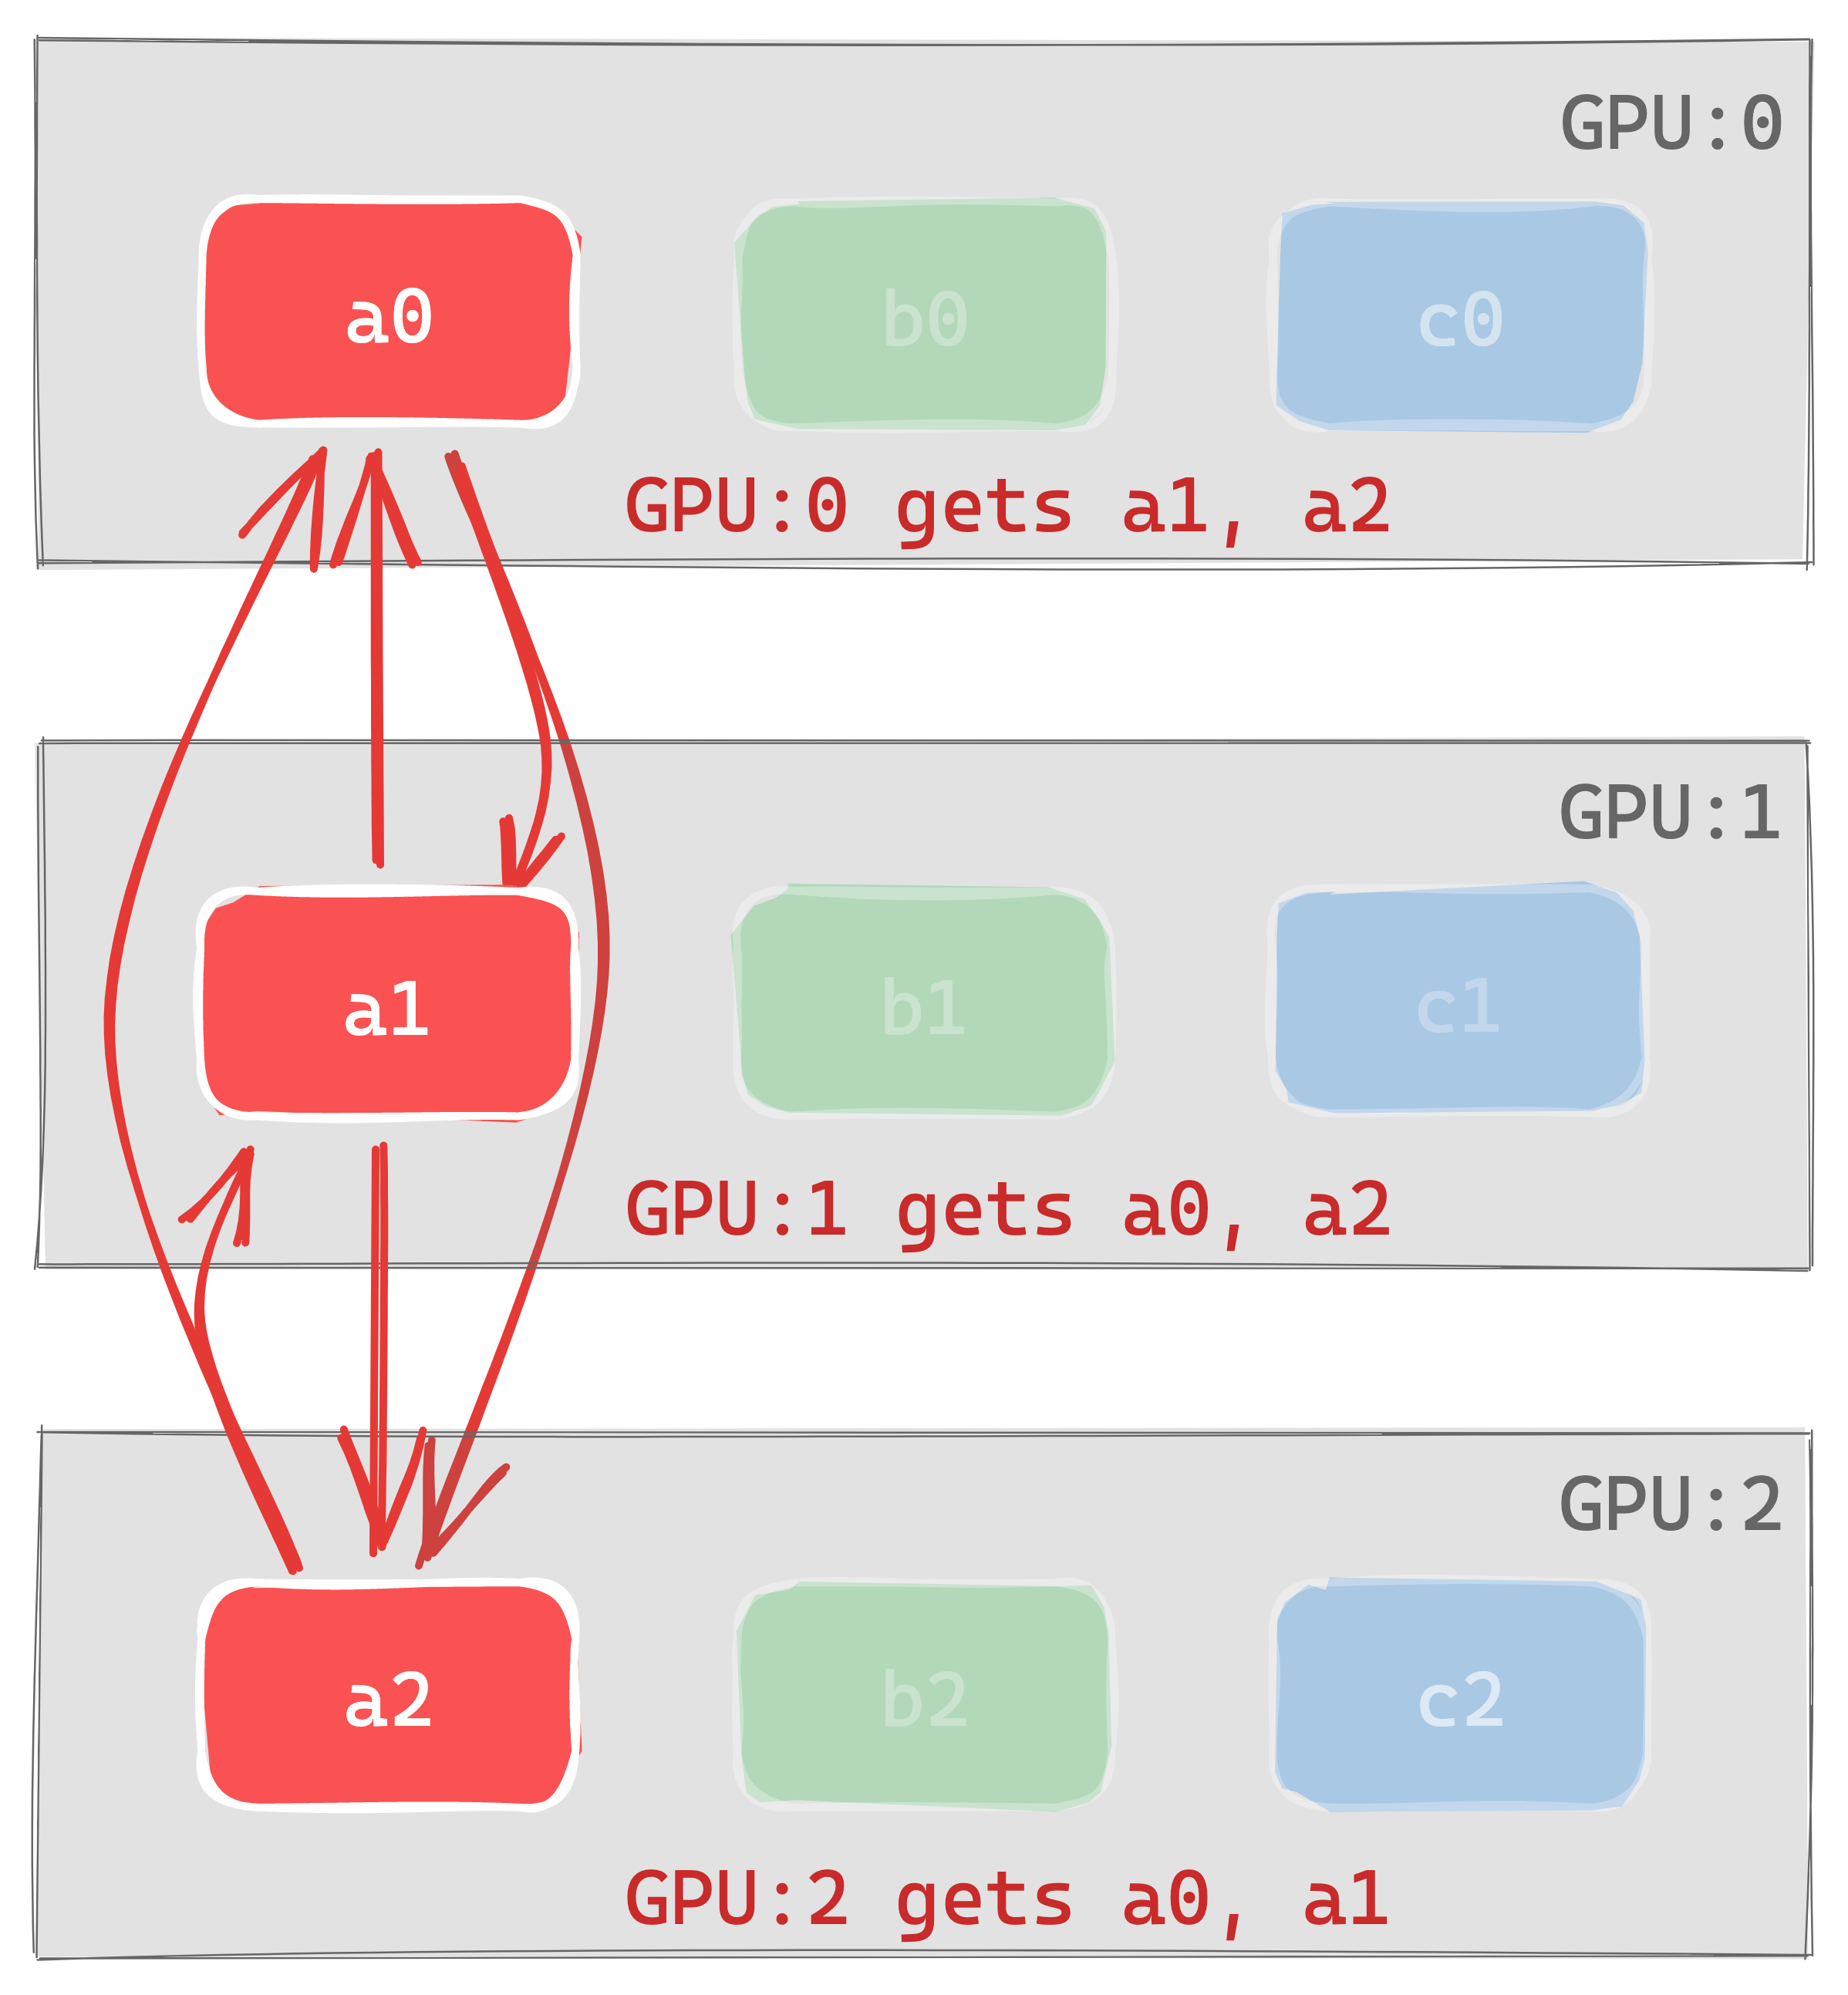 GPU:0
a0 b0 c0
GPU:0 gets a1, a2
GPU:1
a1 b1 c1
GPU:1 gets a0, a2
GPU:2
a2 b2 c2
GPU:2 gets a0, a1